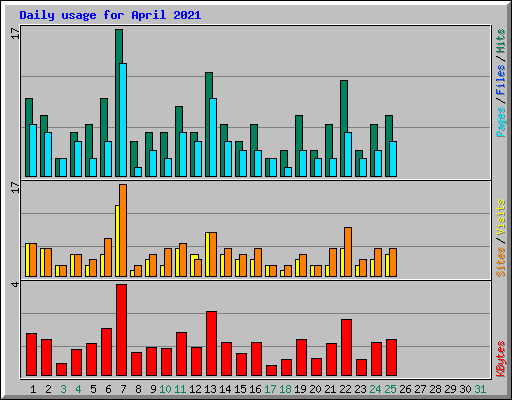 Daily usage for April 2021
17
Pages / Files / Hits
17
Sites / Visits
4
KBytes
1 2 3 4 5 6 7 8 9 10 11 12 13 14 15 16 17 18 19 20 21 22 23 24 25 26 27 28 29 30 31